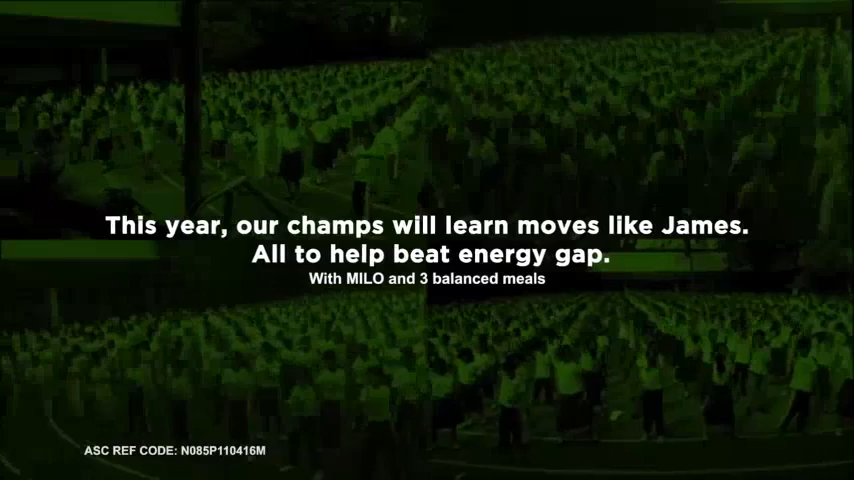 This year, our champs will learn moves like James.
All to help beat energy gap.
With MILO and 3 balanced meals
ASC REF CODE: N085P110416M